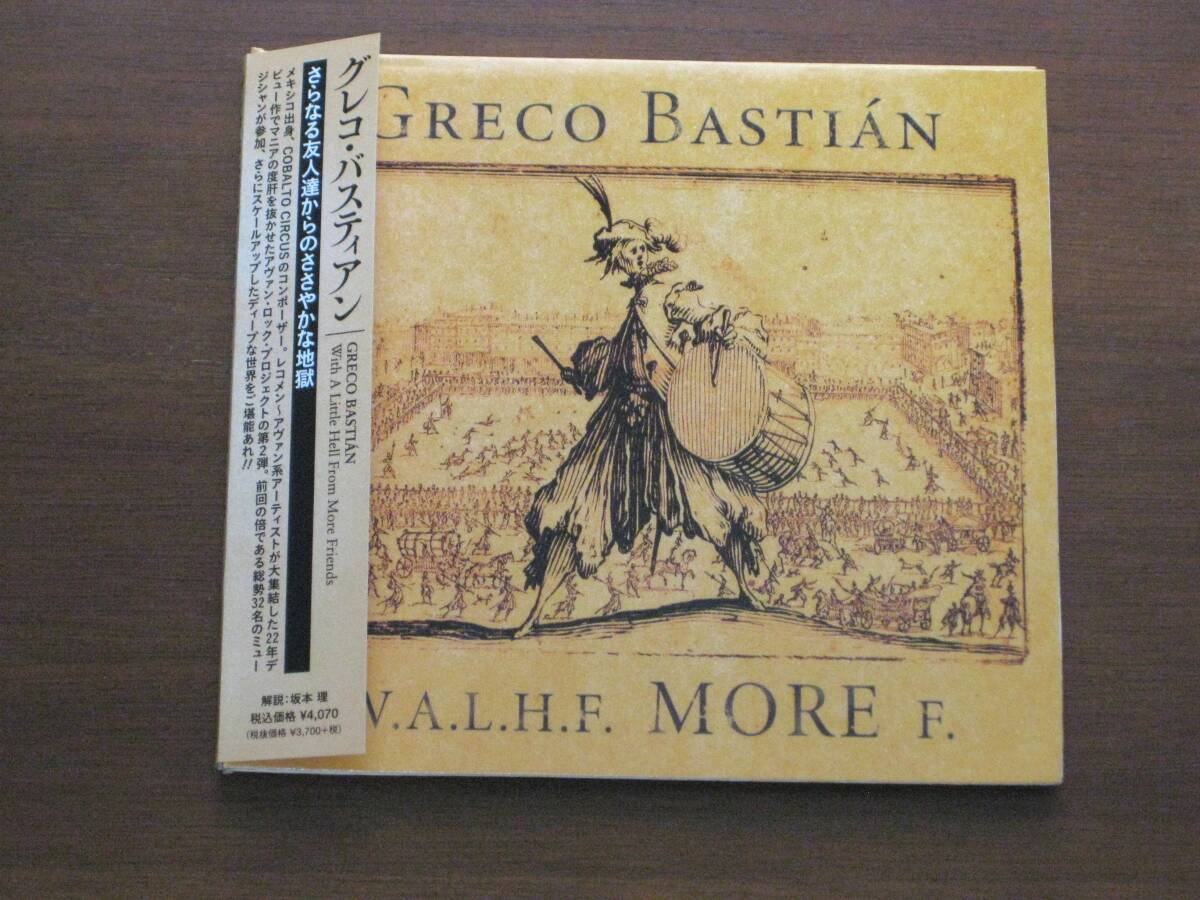 グレコ・バスティアン
GRECO BASTIÁN
With A Little Hell From More Friends
さらなる友人達からのささやかな地獄
メキシコ出身、COBALTO CIRCUSのコンポーザー。レコメン～アヴァン系アーティストが大集結した22年デ
ビュー作でマニアの度肝を抜かせたアヴァン・ロック・プロジェクトの第2弾。前回の倍である総勢32名のミュー
ジシャンが参加、さらにスケールアップしたディープな世界をご堪能あれ!!
解説：坂本 理
税込価格 ¥4,070
（税抜価格 ¥3,700+税）
GRECO BASTIÁN
W.A.L.H.F. MORE F.